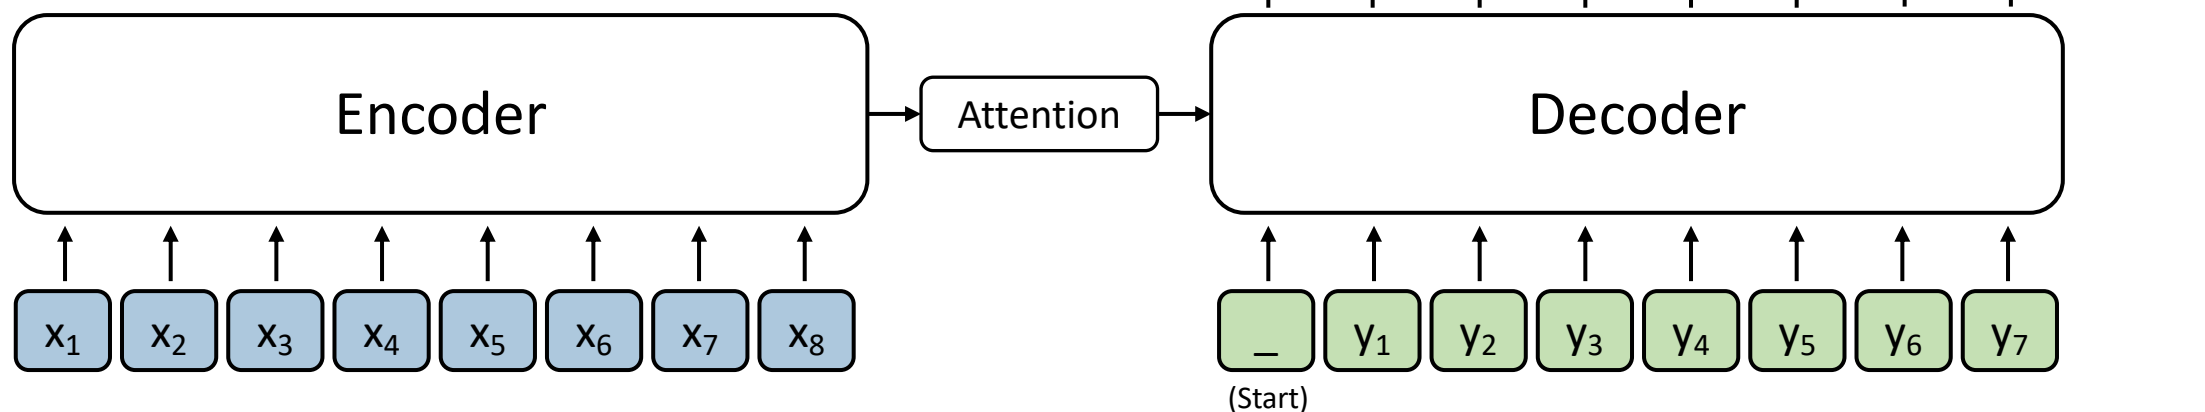 Encoder
Attention
Decoder
x₁ x₂ x₃ x₄ x₅ x₆ x₇ x₈
_ y₁ y₂ y₃ y₄ y₅ y₆ y₇
(Start)